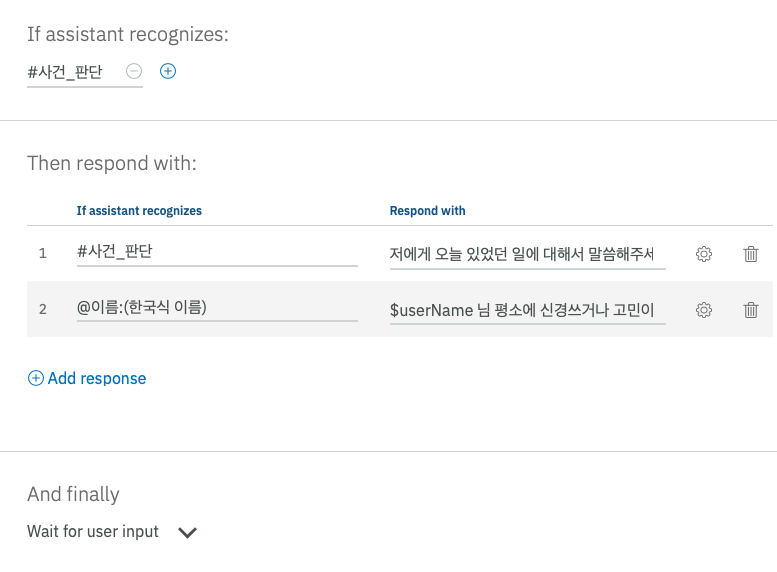 If assistant recognizes:
#사건_판단
Then respond with:
If assistant recognizes Respond with
1 #사건_판단 저에게 오늘 있었던 일에 대해서 말씀해주세
2 @이름:(한국식 이름) $userName 님 평소에 신경쓰거나 고민이
Add response
And finally
Wait for user input